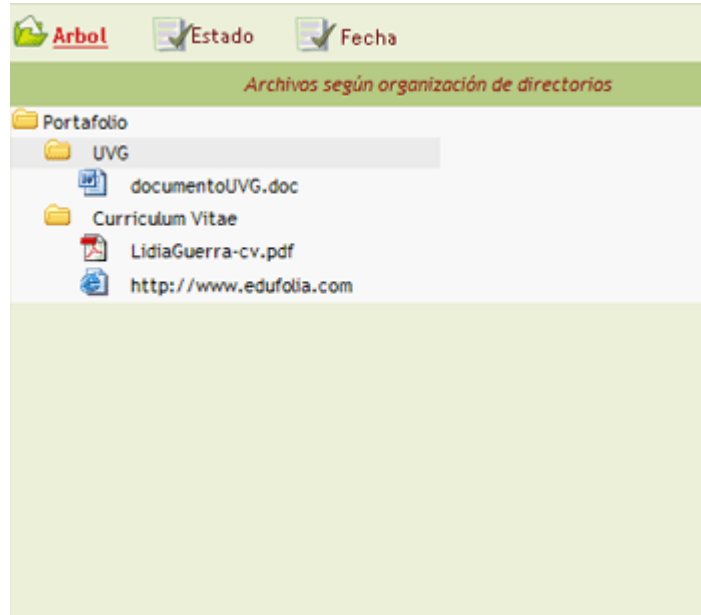 Arbol Estado Fecha
Archivos según organización de directorios
Portafolio
UVG
documentoUVG.doc
Curriculum Vitae
LidiaGuerra-cv.pdf
http://www.edufolia.com